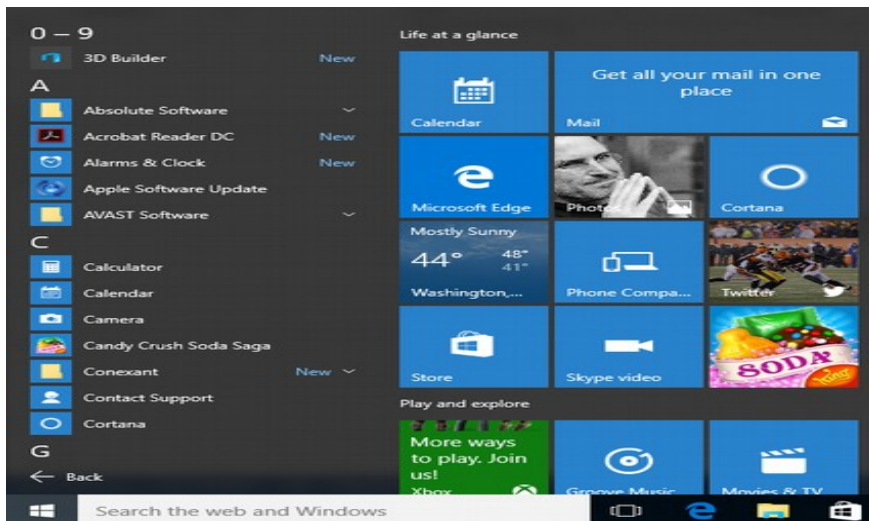 0 – 9
3D Builder New
A
Absolute Software
Acrobat Reader DC New
Alarms & Clock New
Apple Software Update
AVAST Software
C
Calculator
Calendar
Camera
Candy Crush Soda Saga
Conexant New
Contact Support
Cortana
G
Back
Search the web and Windows
Life at a glance
Calendar
Get all your mail in one
place
Mail
Microsoft Edge
Photos
Cortana
Mostly Sunny
44° 48°
41°
Washington,...
Phone Compa...
Twitter
Store
Skype video
SODA
King
Play and explore
More ways
to play. Join
us!
Xbox
Groove Music
Movies & TV